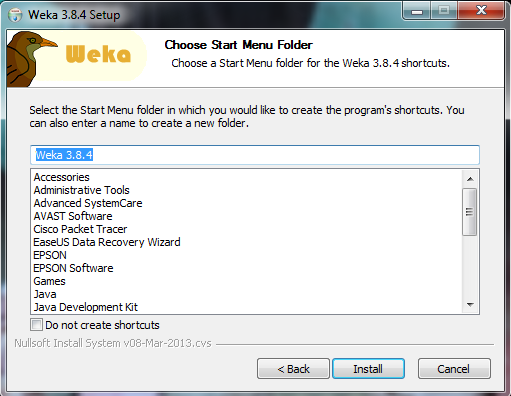 Weka 3.8.4 Setup
Weka
Choose Start Menu Folder
Choose a Start Menu folder for the Weka 3.8.4 shortcuts.
Select the Start Menu folder in which you would like to create the program's shortcuts. You
can also enter a name to create a new folder.
Weka 3.8.4
Accessories
Administrative Tools
Advanced SystemCare
AVAST Software
Cisco Packet Tracer
EaseUS Data Recovery Wizard
EPSON
EPSON Software
Games
Java
Java Development Kit
Do not create shortcuts
Nullsoft Install System v08-Mar-2013.cvs
< Back
Install
Cancel